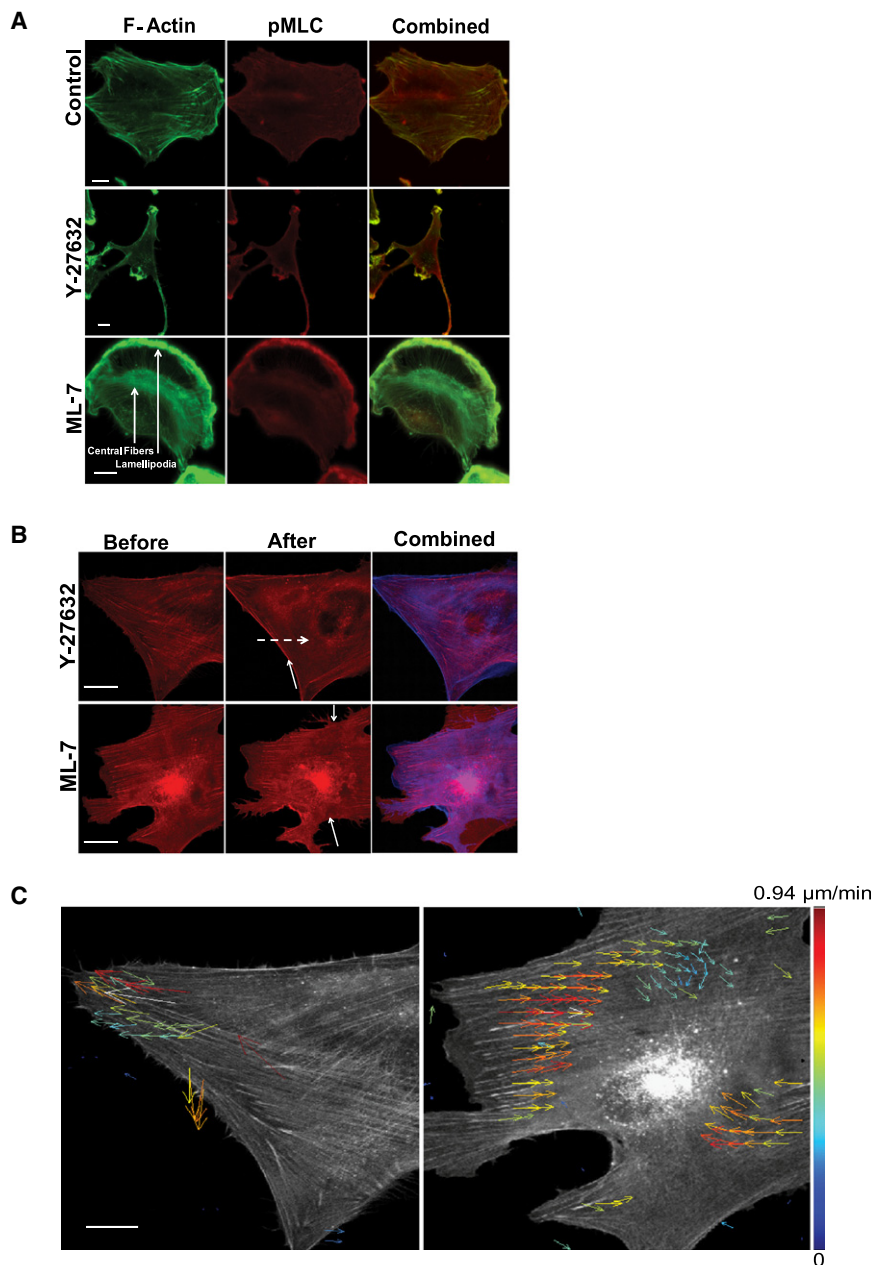 A
F-Actin pMLC Combined
Control
Y-27632
ML-7
Central Fibers
Lamellipodia
B
Before After Combined
Y-27632
ML-7
C
0.94 µm/min
0